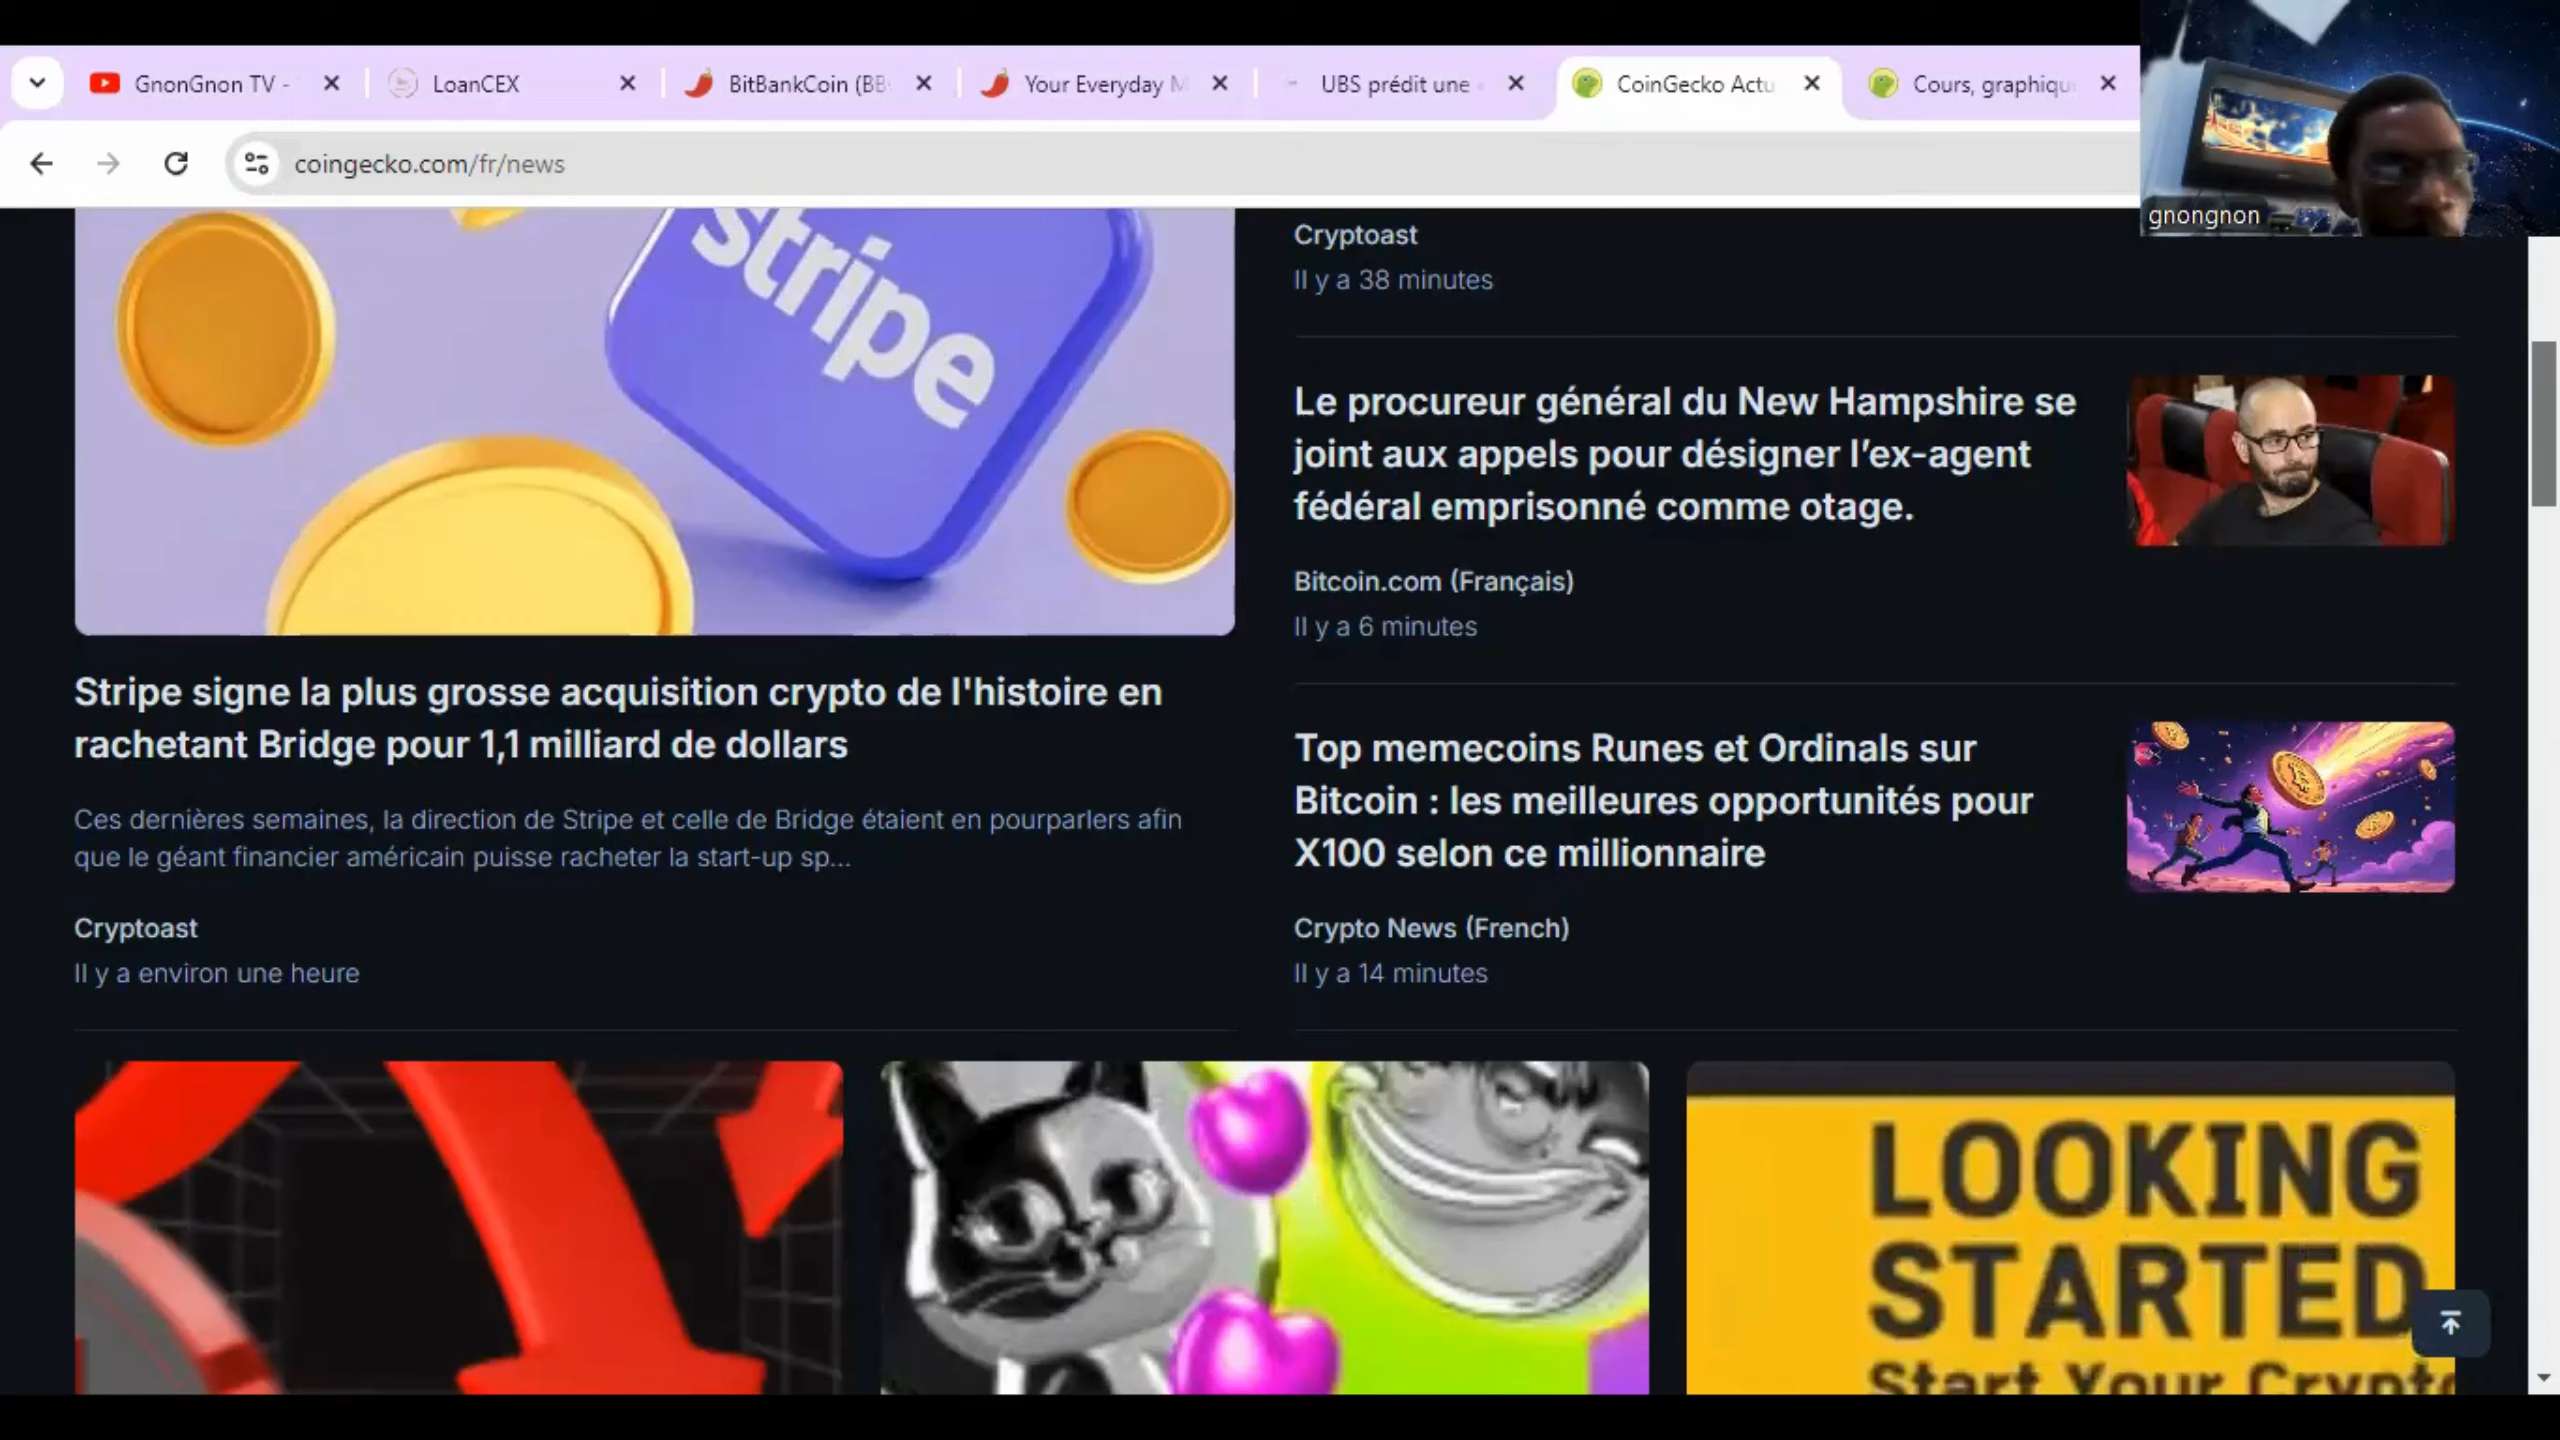 GnonGnon TV -
LoanCEX
BitBankCoin (BB
Your Everyday M
UBS prédit une
CoinGecko Actu
Cours, graphiqu
coingecko.com/fr/news
gnongnon
stripe
Cryptoast
Il y a 38 minutes
Le procureur général du New Hampshire se
joint aux appels pour désigner l’ex-agent
fédéral emprisonné comme otage.
Bitcoin.com (Français)
Il y a 6 minutes
Stripe signe la plus grosse acquisition crypto de l'histoire en
rachetant Bridge pour 1,1 milliard de dollars
Ces dernières semaines, la direction de Stripe et celle de Bridge étaient en pourparlers afin
que le géant financier américain puisse racheter la start-up sp...
Cryptoast
Il y a environ une heure
Top memecoins Runes et Ordinals sur
Bitcoin : les meilleures opportunités pour
X100 selon ce millionnaire
Crypto News (French)
Il y a 14 minutes
LOOKING
STARTED
Start Your Crypto